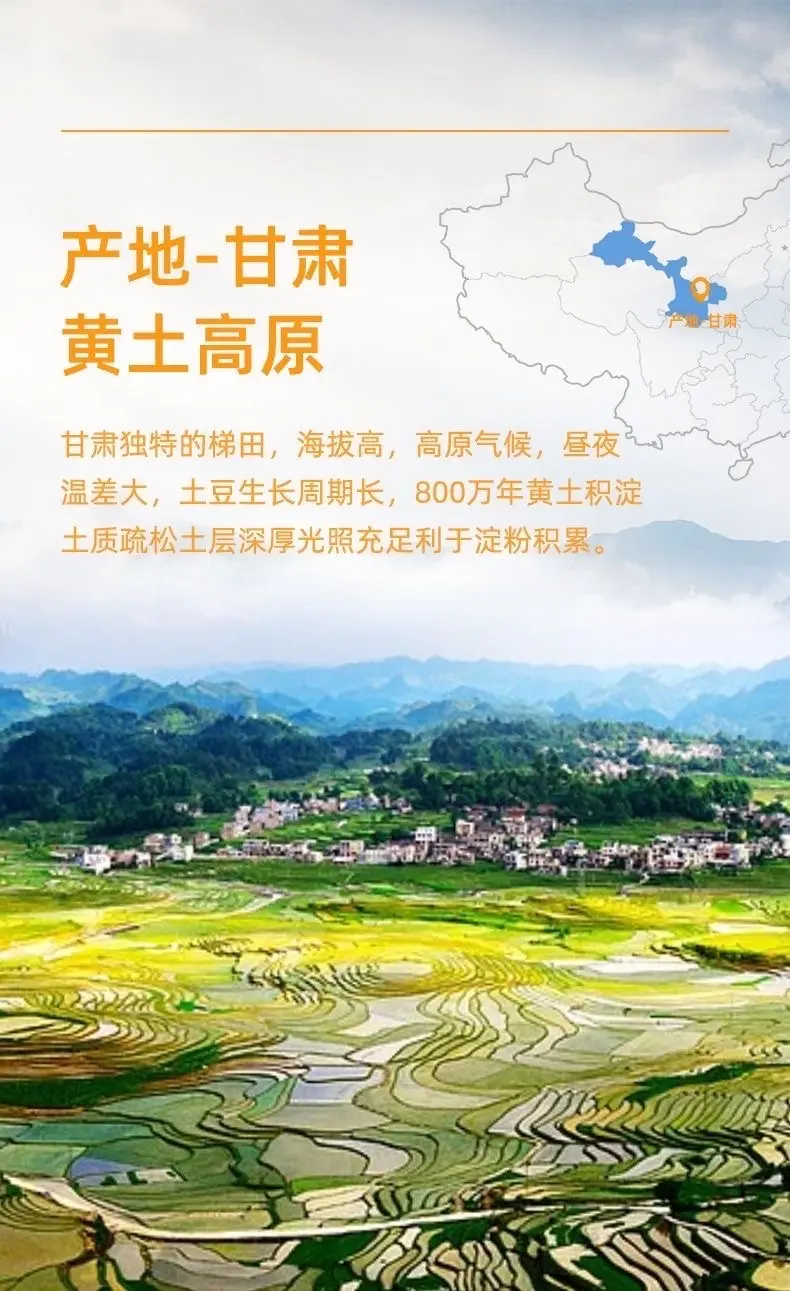 产地-甘肃
黄土高原
产地-甘肃
甘肃独特的梯田，海拔高，高原气候，昼夜
温差大，土豆生长周期长，800万年黄土积淀
土质疏松土层深厚光照充足利于淀粉积累。